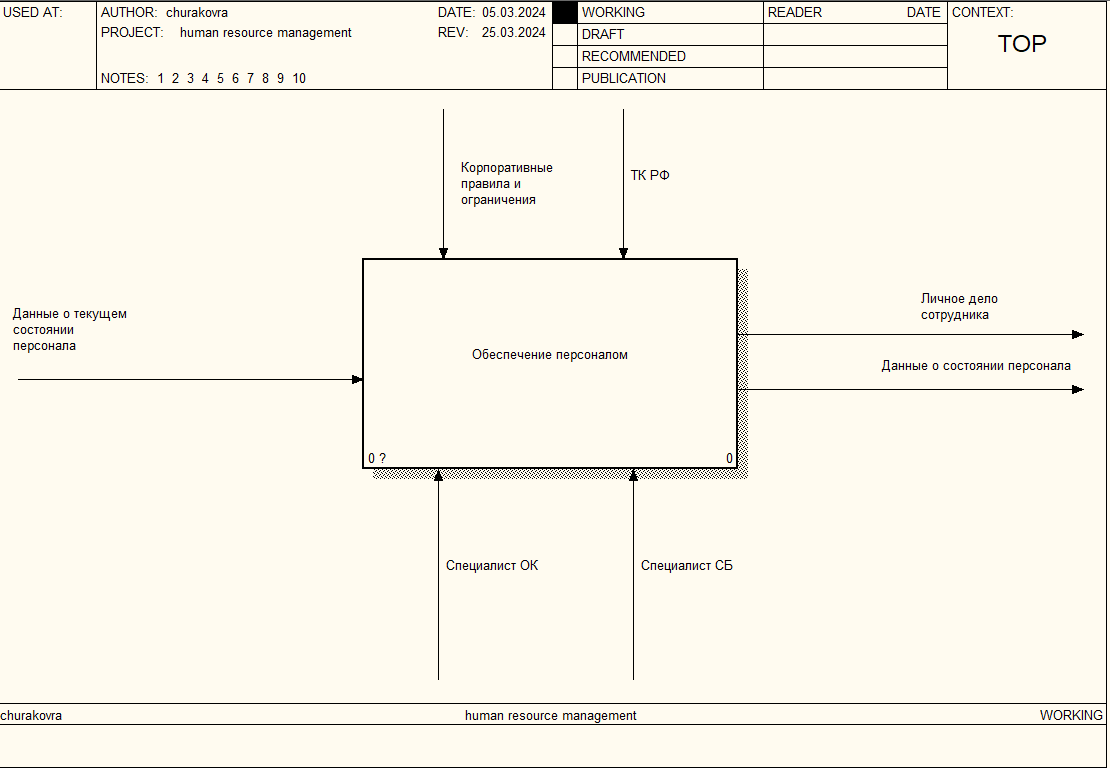 USED AT:
AUTHOR: churakovra
DATE: 05.03.2024
WORKING
READER
DATE
CONTEXT:
PROJECT: human resource management
REV: 25.03.2024
DRAFT
TOP
RECOMMENDED
NOTES: 1 2 3 4 5 6 7 8 9 10
PUBLICATION
Корпоративные
правила и
ограничения
ТК РФ
Данные о текущем
состоянии
персонала
Обеспечение персоналом
0 ?
0
Личное дело
сотрудника
Данные о состоянии персонала
Специалист ОК
Специалист СБ
churakovra
human resource management
WORKING